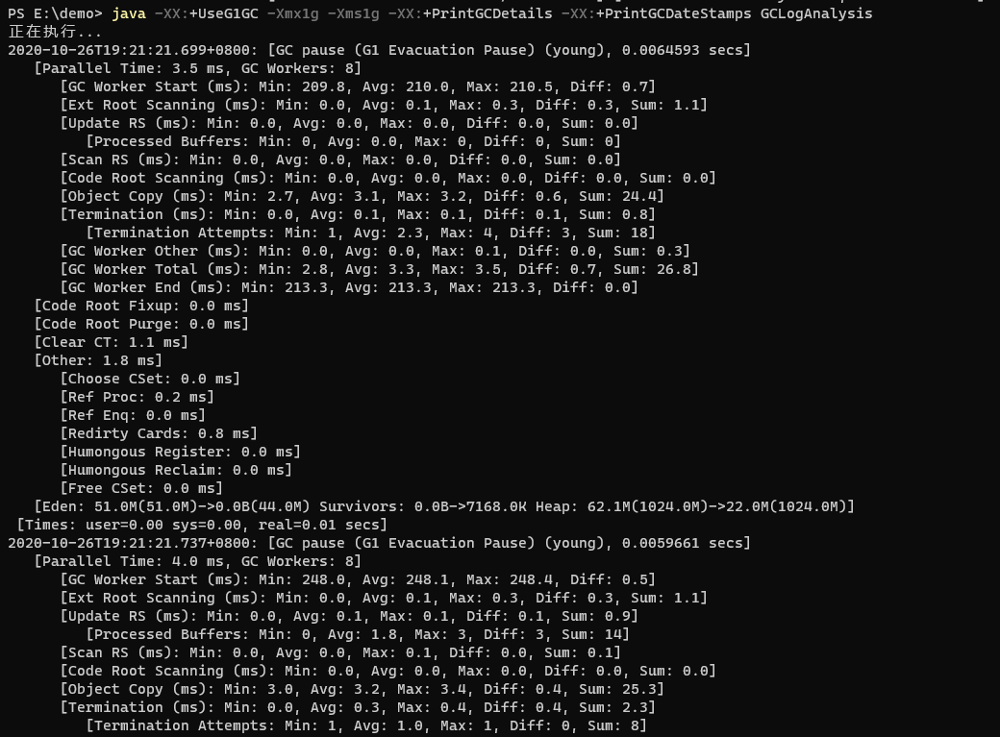 PS E:\demo> java -XX:+UseG1GC -Xmx1g -Xms1g -XX:+PrintGCDetails -XX:+PrintGCDateStamps GCLogAnalysis
正在执行...
2020-10-26T19:21:21.699+0800: [GC pause (G1 Evacuation Pause) (young), 0.0064593 secs]
   [Parallel Time: 3.5 ms, GC Workers: 8]
      [GC Worker Start (ms): Min: 209.8, Avg: 210.0, Max: 210.5, Diff: 0.7]
      [Ext Root Scanning (ms): Min: 0.0, Avg: 0.1, Max: 0.3, Diff: 0.3, Sum: 1.1]
      [Update RS (ms): Min: 0.0, Avg: 0.0, Max: 0.0, Diff: 0.0, Sum: 0.0]
         [Processed Buffers: Min: 0, Avg: 0.0, Max: 0, Diff: 0, Sum: 0]
      [Scan RS (ms): Min: 0.0, Avg: 0.0, Max: 0.0, Diff: 0.0, Sum: 0.0]
      [Code Root Scanning (ms): Min: 0.0, Avg: 0.0, Max: 0.0, Diff: 0.0, Sum: 0.0]
      [Object Copy (ms): Min: 2.7, Avg: 3.1, Max: 3.2, Diff: 0.6, Sum: 24.4]
      [Termination (ms): Min: 0.0, Avg: 0.1, Max: 0.1, Diff: 0.1, Sum: 0.8]
         [Termination Attempts: Min: 1, Avg: 2.3, Max: 4, Diff: 3, Sum: 18]
      [GC Worker Other (ms): Min: 0.0, Avg: 0.0, Max: 0.1, Diff: 0.0, Sum: 0.3]
      [GC Worker Total (ms): Min: 2.8, Avg: 3.3, Max: 3.5, Diff: 0.7, Sum: 26.8]
      [GC Worker End (ms): Min: 213.3, Avg: 213.3, Max: 213.3, Diff: 0.0]
   [Code Root Fixup: 0.0 ms]
   [Code Root Purge: 0.0 ms]
   [Clear CT: 1.1 ms]
   [Other: 1.8 ms]
      [Choose CSet: 0.0 ms]
      [Ref Proc: 0.2 ms]
      [Ref Enq: 0.0 ms]
      [Redirty Cards: 0.8 ms]
      [Humongous Register: 0.0 ms]
      [Humongous Reclaim: 0.0 ms]
      [Free CSet: 0.0 ms]
   [Eden: 51.0M(51.0M)->0.0B(44.0M) Survivors: 0.0B->7168.0K Heap: 62.1M(1024.0M)->22.0M(1024.0M)]
 [Times: user=0.00 sys=0.00, real=0.01 secs]
2020-10-26T19:21:21.737+0800: [GC pause (G1 Evacuation Pause) (young), 0.0059661 secs]
   [Parallel Time: 4.0 ms, GC Workers: 8]
      [GC Worker Start (ms): Min: 248.0, Avg: 248.1, Max: 248.4, Diff: 0.5]
      [Ext Root Scanning (ms): Min: 0.0, Avg: 0.1, Max: 0.3, Diff: 0.3, Sum: 1.1]
      [Update RS (ms): Min: 0.0, Avg: 0.1, Max: 0.1, Diff: 0.1, Sum: 0.9]
         [Processed Buffers: Min: 0, Avg: 1.8, Max: 3, Diff: 3, Sum: 14]
      [Scan RS (ms): Min: 0.0, Avg: 0.0, Max: 0.1, Diff: 0.0, Sum: 0.1]
      [Code Root Scanning (ms): Min: 0.0, Avg: 0.0, Max: 0.0, Diff: 0.0, Sum: 0.0]
      [Object Copy (ms): Min: 3.0, Avg: 3.2, Max: 3.4, Diff: 0.4, Sum: 25.3]
      [Termination (ms): Min: 0.0, Avg: 0.3, Max: 0.4, Diff: 0.4, Sum: 2.3]
         [Termination Attempts: Min: 1, Avg: 1.0, Max: 1, Diff: 0, Sum: 8]